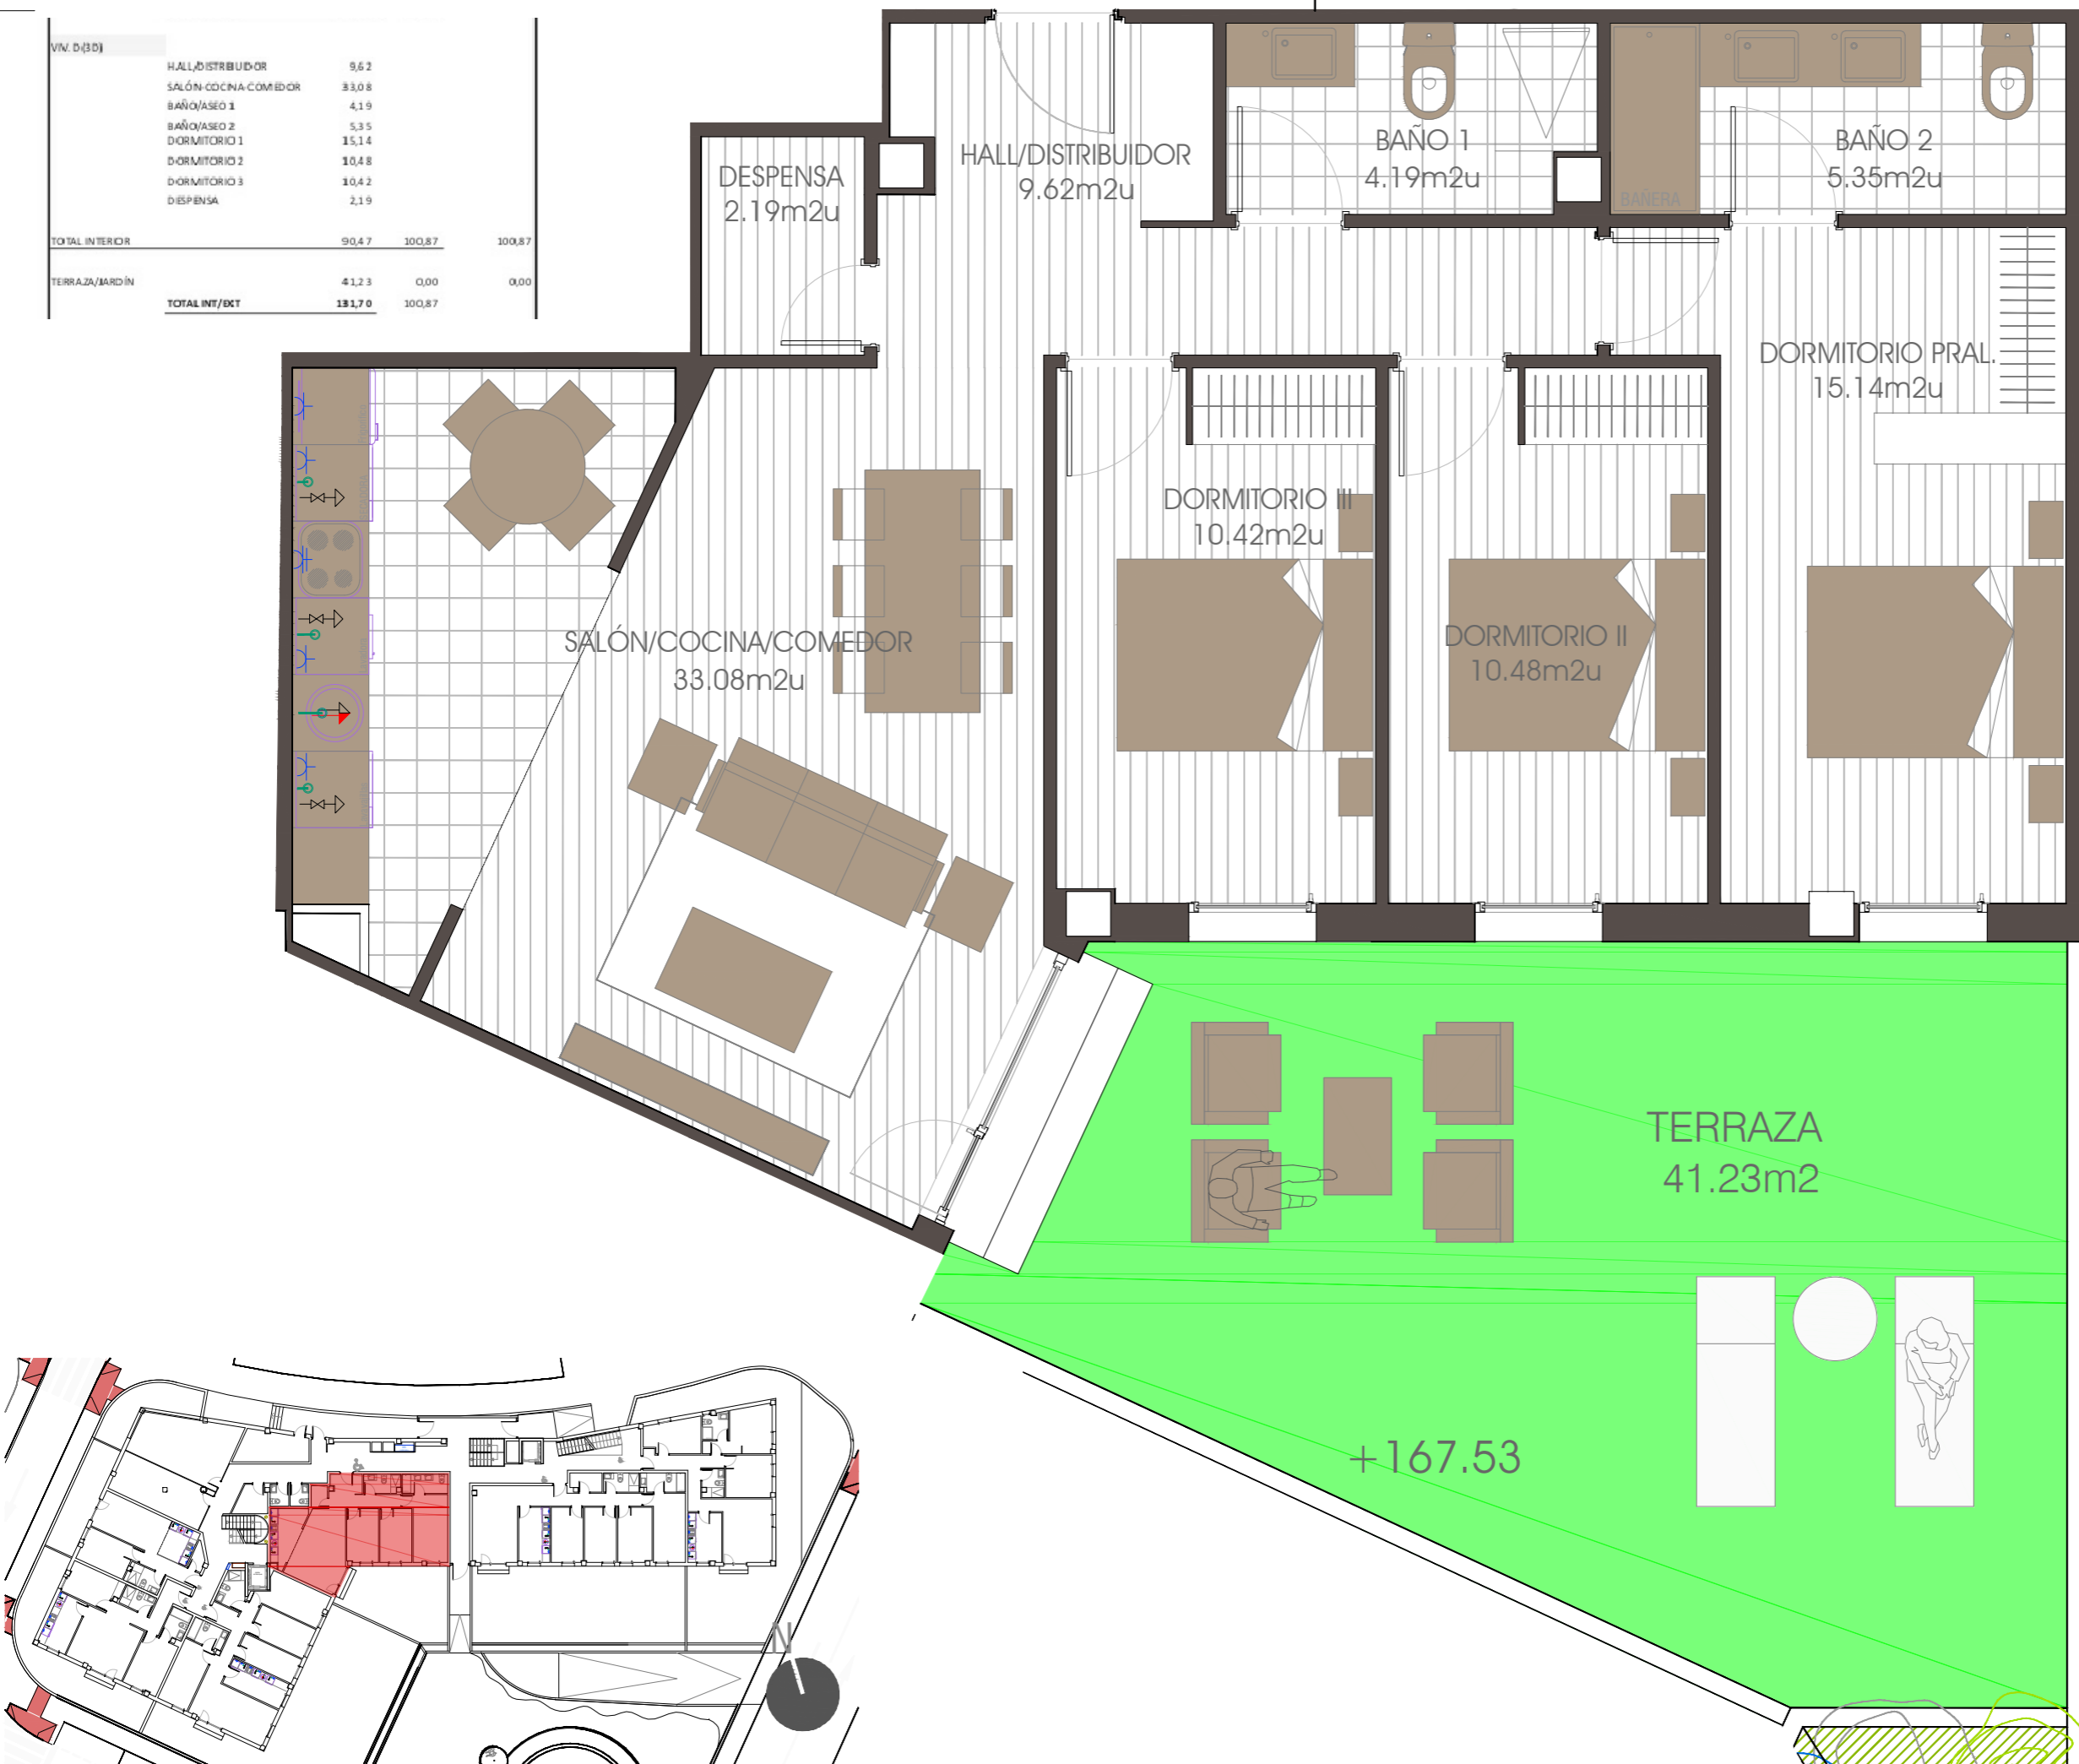 VIV. D(3D)
HALL/DISTRIBUIDOR 9,62
SALÓN-COCINA-COMEDOR 33,08
BAÑO/ASEO 1 4,19
BAÑO/ASEO 2 5,35
DORMITORIO 1 15,14
DORMITORIO 2 10,48
DORMITORIO 3 10,42
DESPENSA 2,19
TOTAL INTERIOR 90,47 100,87 100,87
TERRAZA/JARDÍN 41,23 0,00 0,00
TOTAL INT/EXT 131,70 100,87
DESPENSA
2.19m2u
HALL/DISTRIBUIDOR
9.62m2u
BAÑO 1
4.19m2u
BAÑERA
BAÑO 2
5.35m2u
DORMITORIO PRAL.
15.14m2u
DORMITORIO III
10.42m2u
DORMITORIO II
10.48m2u
SALÓN/COCINA/COMEDOR
33.08m2u
TERRAZA
41.23m2
+167.53
N